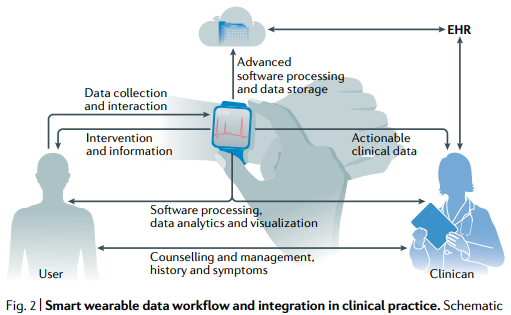 EHR
Advanced
software processing
and data storage
Data collection
and interaction
Intervention
and information
Actionable
clinical data
Software processing,
data analytics and visualization
Counselling and management,
history and symptoms
User
Clinican
Fig. 2 | Smart wearable data workflow and integration in clinical practice. Schematic